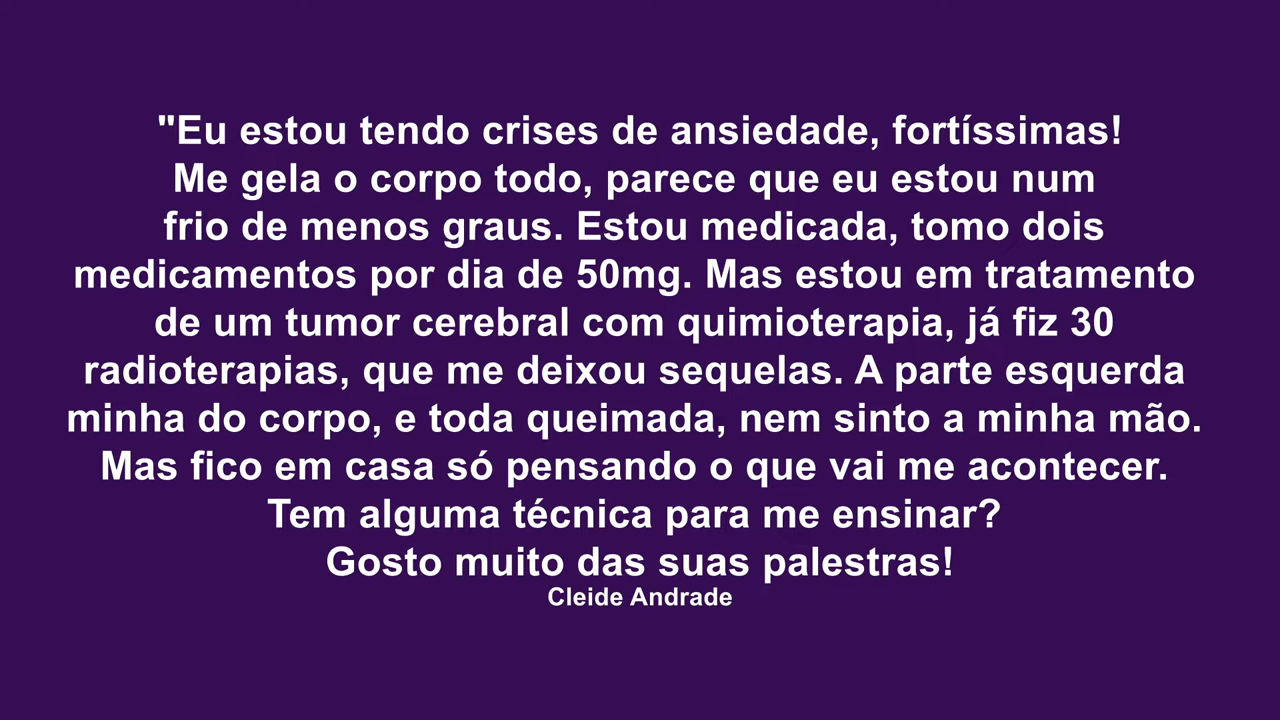 "Eu estou tendo crises de ansiedade, fortíssimas!
Me gela o corpo todo, parece que eu estou num
frio de menos graus. Estou medicada, tomo dois
medicamentos por dia de 50mg. Mas estou em tratamento
de um tumor cerebral com quimioterapia, já fiz 30
radioterapias, que me deixou sequelas. A parte esquerda
minha do corpo, e toda queimada, nem sinto a minha mão.
Mas fico em casa só pensando o que vai me acontecer.
Tem alguma técnica para me ensinar?
Gosto muito das suas palestras!
Cleide Andrade